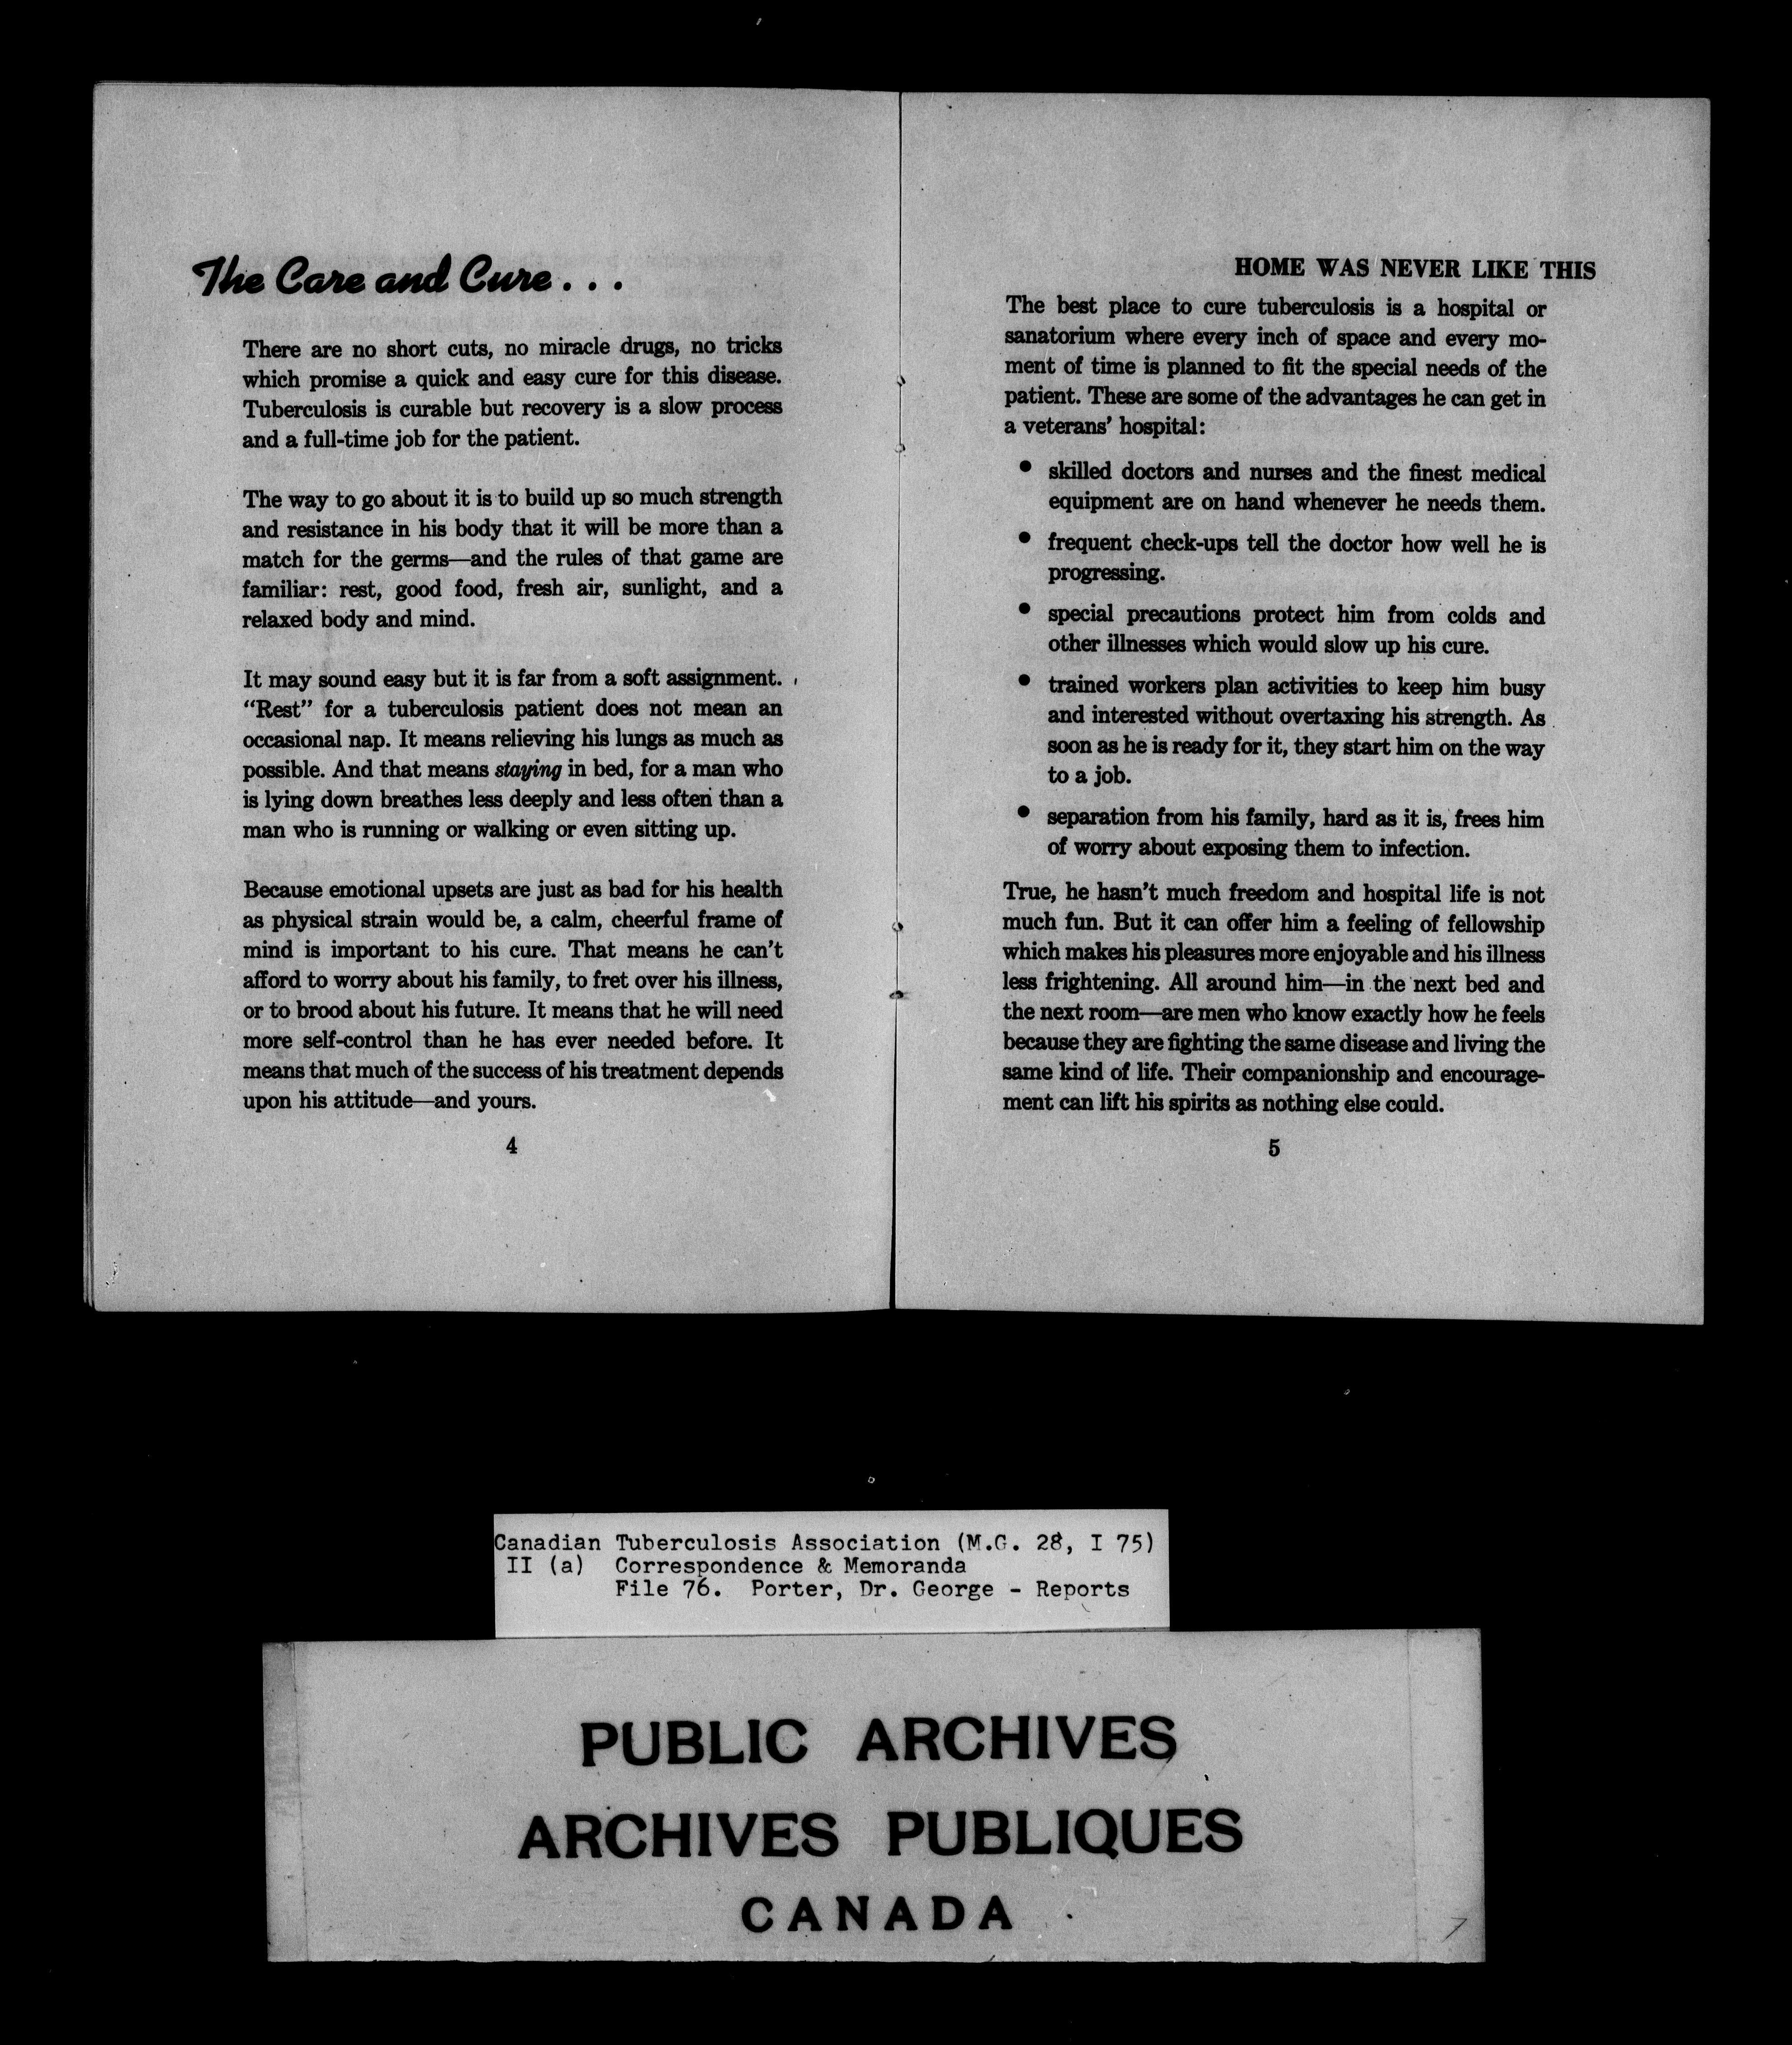 The Care and Cure . . .
There are no short cuts, no miracle drugs, no tricks
which promise a quick and easy cure for this disease.
Tuberculosis is curable but recovery is a slow process
and a full-time job for the patient.
The way to go about it is to build up so much strength
and resistance in his body that it will be more than a
match for the germs—and the rules of that game are
familiar: rest, good food, fresh air, sunlight, and a
relaxed body and mind.
It may sound easy but it is far from a soft assignment.
“Rest” for a tuberculosis patient does not mean an
occasional nap. It means relieving his lungs as much as
possible. And that means staying in bed, for a man who
is lying down breathes less deeply and less often than a
man who is running or walking or even sitting up.
Because emotional upsets are just as bad for his health
as physical strain would be, a calm, cheerful frame of
mind is important to his cure. That means he can’t
afford to worry about his family, to fret over his illness,
or to brood about his future. It means that he will need
more self-control than he has ever needed before. It
means that much of the success of his treatment depends
upon his attitude—and yours.
4
HOME WAS NEVER LIKE THIS
The best place to cure tuberculosis is a hospital or
sanatorium where every inch of space and every mo-
ment of time is planned to fit the special needs of the
patient. These are some of the advantages he can get in
a veterans’ hospital:
• skilled doctors and nurses and the finest medical
equipment are on hand whenever he needs them.
• frequent check-ups tell the doctor how well he is
progressing.
• special precautions protect him from colds and
other illnesses which would slow up his cure.
• trained workers plan activities to keep him busy
and interested without overtaxing his strength. As
soon as he is ready for it, they start him on the way
to a job.
• separation from his family, hard as it is, frees him
of worry about exposing them to infection.
True, he hasn’t much freedom and hospital life is not
much fun. But it can offer him a feeling of fellowship
which makes his pleasures more enjoyable and his illness
less frightening. All around him—in the next bed and
the next room—are men who know exactly how he feels
because they are fighting the same disease and living the
same kind of life. Their companionship and encourage-
ment can lift his spirits as nothing else could.
5
Canadian Tuberculosis Association (M.G. 28, I 75)
II (a) Correspondence & Memoranda
File 76. Porter, Dr. George - Reports
PUBLIC ARCHIVES
ARCHIVES PUBLIQUES
CANADA